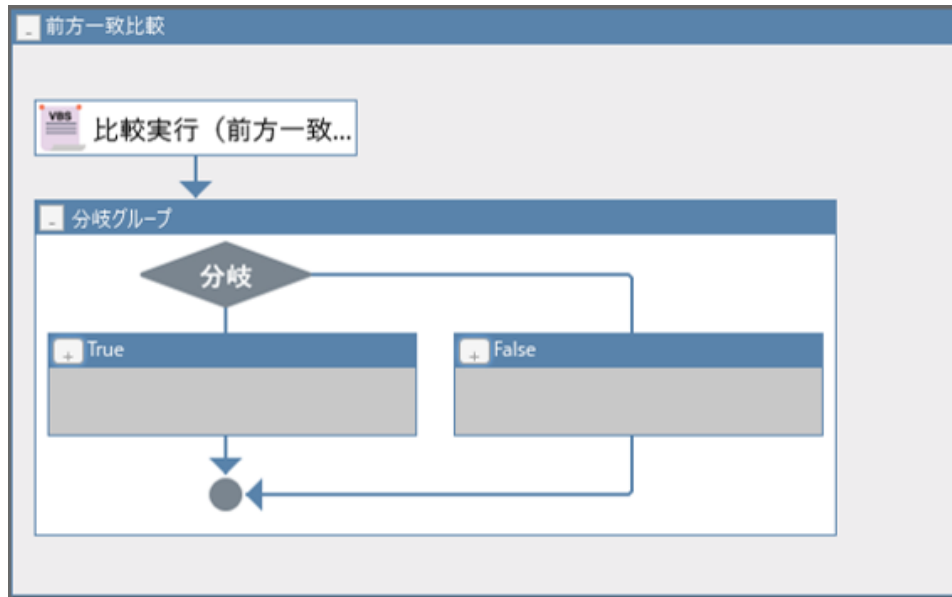 前方一致比較
VBS
比較実行（前方一致...
分岐グループ
分岐
True
False